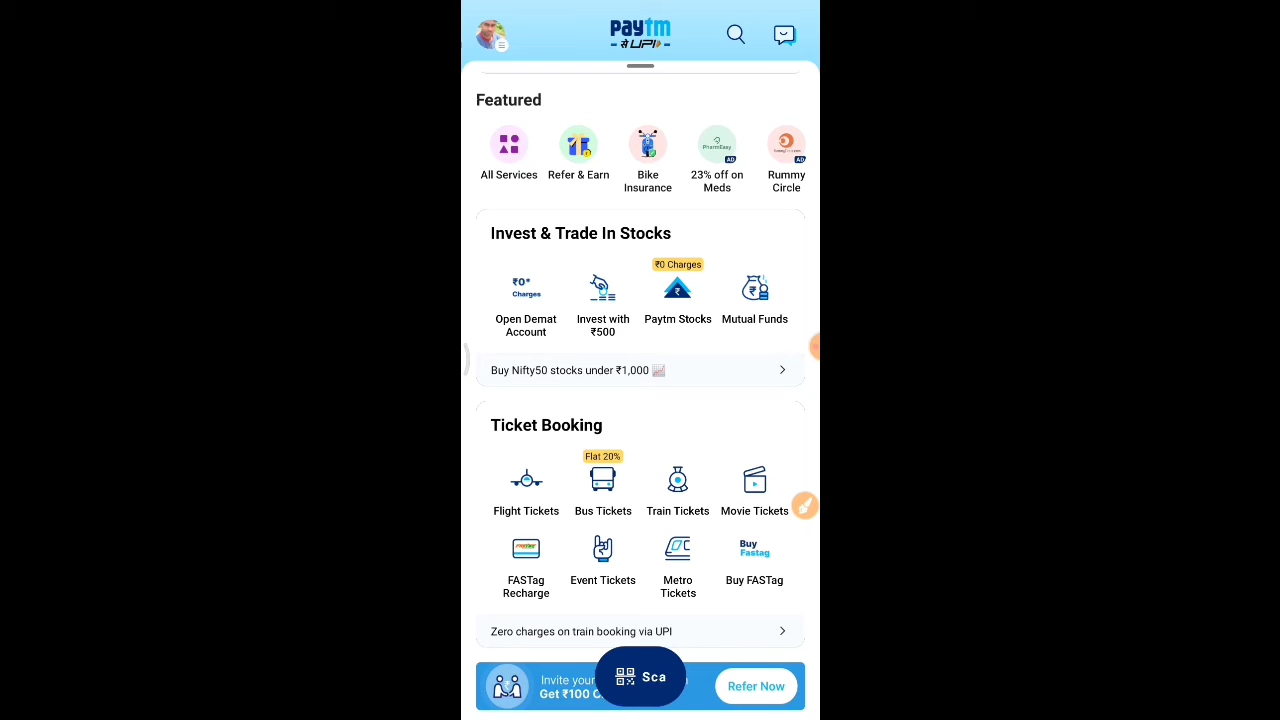 paytm
से UPI
Featured
All Services
Refer & Earn
Bike
Insurance
PharmEasy
AD
23% off on
Meds
AD
Rummy
Circle
Invest & Trade In Stocks
₹0*
Charges
Open Demat
Account
Invest with
₹500
₹0 Charges
₹
Paytm Stocks
₹
Mutual Funds
Buy Nifty50 stocks under ₹1,000
Ticket Booking
Flight Tickets
Flat 20%
Bus Tickets
Train Tickets
Movie Tickets
FASTag
Recharge
Event Tickets
Metro
Tickets
Buy
Fastag
Buy FASTag
Zero charges on train booking via UPI
Invite your
Get ₹100
Sca
Refer Now